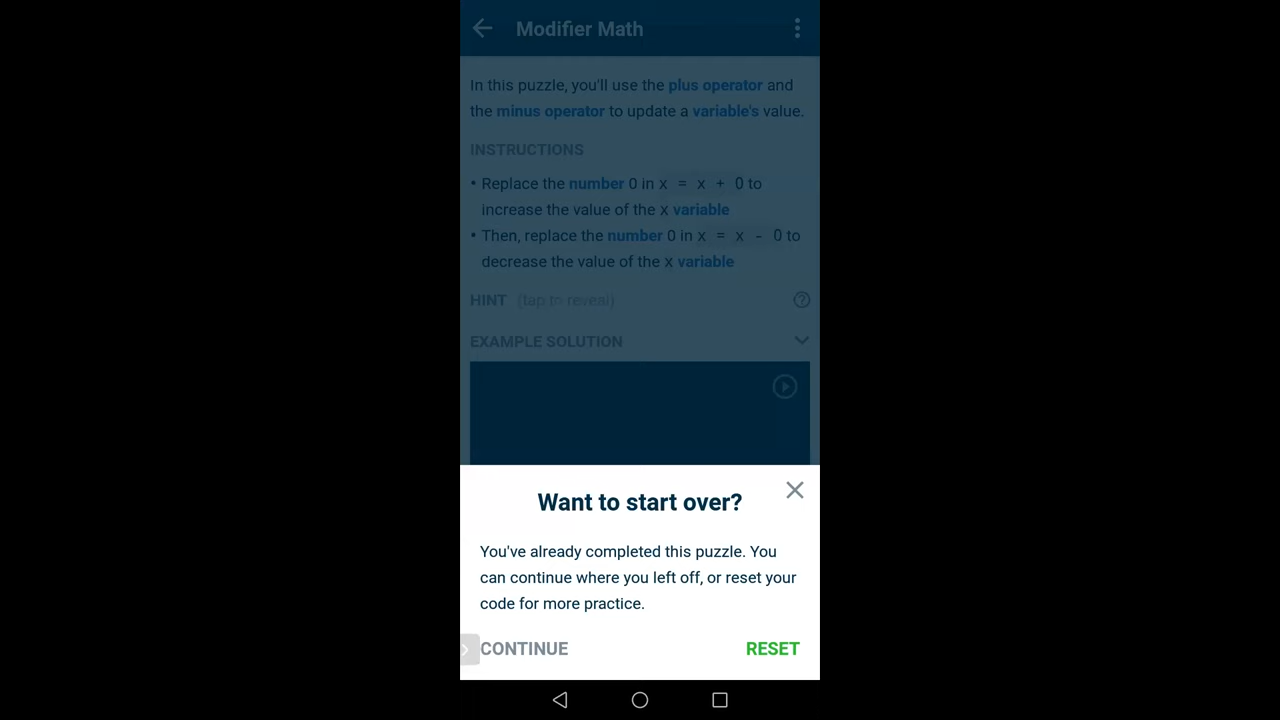 Modifier Math
In this puzzle, you'll use the plus operator and
the minus operator to update a variable's value.
INSTRUCTIONS
• Replace the number 0 in x = x + 0 to
increase the value of the x variable
• Then, replace the number 0 in x = x - 0 to
decrease the value of the x variable
HINT (tap to reveal)
EXAMPLE SOLUTION
Want to start over?
You've already completed this puzzle. You
can continue where you left off, or reset your
code for more practice.
CONTINUE RESET